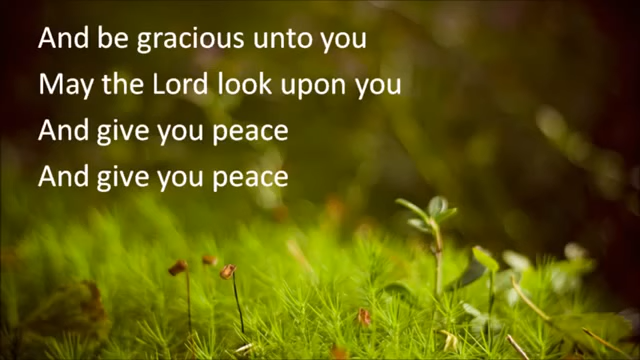 And be gracious unto you
May the Lord look upon you
And give you peace
And give you peace